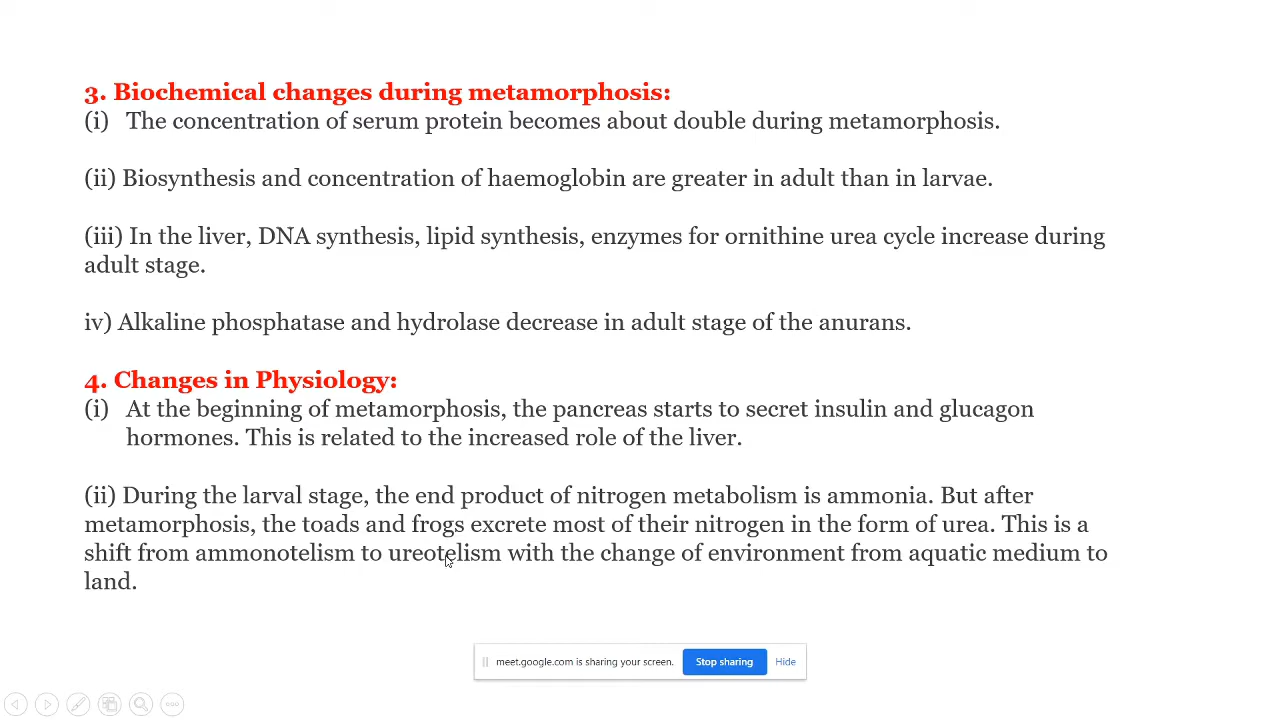 3. Biochemical changes during metamorphosis:
(i) The concentration of serum protein becomes about double during metamorphosis.
(ii) Biosynthesis and concentration of haemoglobin are greater in adult than in larvae.
(iii) In the liver, DNA synthesis, lipid synthesis, enzymes for ornithine urea cycle increase during
adult stage.
iv) Alkaline phosphatase and hydrolase decrease in adult stage of the anurans.
4. Changes in Physiology:
(i) At the beginning of metamorphosis, the pancreas starts to secret insulin and glucagon
hormones. This is related to the increased role of the liver.
(ii) During the larval stage, the end product of nitrogen metabolism is ammonia. But after
metamorphosis, the toads and frogs excrete most of their nitrogen in the form of urea. This is a
shift from ammonotelism to ureotelism with the change of environment from aquatic medium to
land.
meet.google.com is sharing your screen. Stop sharing Hide